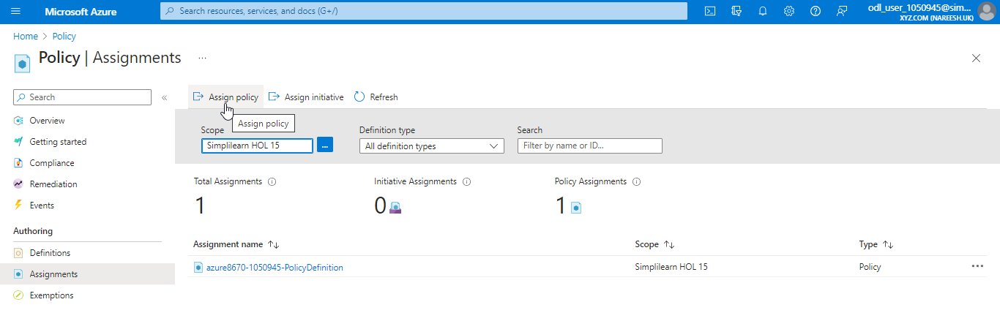 Microsoft Azure
Search resources, services, and docs (G+/)
odl_user_1050945@sim...
XYZ.COM (NAREESH.UK)
Home > Policy
Policy | Assignments ...
Search «
Overview
Getting started
Compliance
Remediation
Events
Authoring
Definitions
Assignments
Exemptions
Assign policy Assign initiative Refresh
Assign policy
Scope Definition type Search
Simplilearn HOL 15 ... All definition types Filter by name or ID...
Total Assignments Initiative Assignments Policy Assignments
1 0 1
Assignment name ↑↓ Scope ↑↓ Type ↑↓
azure8670-1050945-PolicyDefinition Simplilearn HOL 15 Policy ...